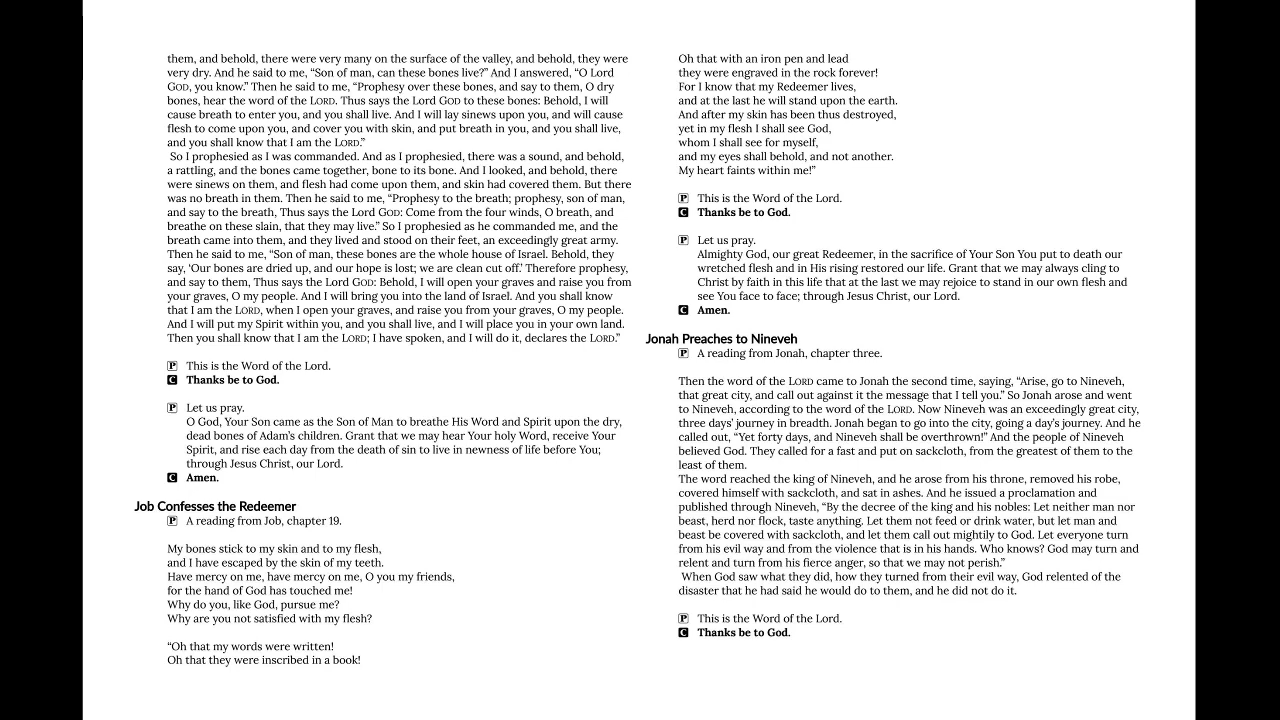 them, and behold, there were very many on the surface of the valley, and behold, they were
very dry. And he said to me, “Son of man, can these bones live?” And I answered, “O Lord
GOD, you know.” Then he said to me, “Prophesy over these bones, and say to them, O dry
bones, hear the word of the LORD. Thus says the Lord GOD to these bones: Behold, I will
cause breath to enter you, and you shall live. And I will lay sinews upon you, and will cause
flesh to come upon you, and cover you with skin, and put breath in you, and you shall live,
and you shall know that I am the LORD.”
So I prophesied as I was commanded. And as I prophesied, there was a sound, and behold,
a rattling, and the bones came together, bone to its bone. And I looked, and behold, there
were sinews on them, and flesh had come upon them, and skin had covered them. But there
was no breath in them. Then he said to me, “Prophesy to the breath; prophesy, son of man,
and say to the breath, Thus says the Lord GOD: Come from the four winds, O breath, and
breathe on these slain, that they may live.” So I prophesied as he commanded me, and the
breath came into them, and they lived and stood on their feet, an exceedingly great army.
Then he said to me, “Son of man, these bones are the whole house of Israel. Behold, they
say, ‘Our bones are dried up, and our hope is lost; we are clean cut off.’ Therefore prophesy,
and say to them, Thus says the Lord GOD: Behold, I will open your graves and raise you from
your graves, O my people. And I will bring you into the land of Israel. And you shall know
that I am the LORD, when I open your graves, and raise you from your graves, O my people.
And I will put my Spirit within you, and you shall live, and I will place you in your own land.
Then you shall know that I am the LORD; I have spoken, and I will do it, declares the LORD.”
P This is the Word of the Lord.
C Thanks be to God.
P Let us pray.
O God, Your Son came as the Son of Man to breathe His Word and Spirit upon the dry,
dead bones of Adam’s children. Grant that we may hear Your holy Word, receive Your
Spirit, and rise each day from the death of sin to live in newness of life before You;
through Jesus Christ, our Lord.
C Amen.
Job Confesses the Redeemer
P A reading from Job, chapter 19.
My bones stick to my skin and to my flesh,
and I have escaped by the skin of my teeth.
Have mercy on me, have mercy on me, O you my friends,
for the hand of God has touched me!
Why do you, like God, pursue me?
Why are you not satisfied with my flesh?
“Oh that my words were written!
Oh that they were inscribed in a book!
Oh that with an iron pen and lead
they were engraved in the rock forever!
For I know that my Redeemer lives,
and at the last he will stand upon the earth.
And after my skin has been thus destroyed,
yet in my flesh I shall see God,
whom I shall see for myself,
and my eyes shall behold, and not another.
My heart faints within me!”
P This is the Word of the Lord.
C Thanks be to God.
P Let us pray.
Almighty God, our great Redeemer, in the sacrifice of Your Son You put to death our
wretched flesh and in His rising restored our life. Grant that we may always cling to
Christ by faith in this life that at the last we may rejoice to stand in our own flesh and
see You face to face; through Jesus Christ, our Lord.
C Amen.
Jonah Preaches to Nineveh
P A reading from Jonah, chapter three.
Then the word of the LORD came to Jonah the second time, saying, “Arise, go to Nineveh,
that great city, and call out against it the message that I tell you.” So Jonah arose and went
to Nineveh, according to the word of the LORD. Now Nineveh was an exceedingly great city,
three days’ journey in breadth. Jonah began to go into the city, going a day’s journey. And he
called out, “Yet forty days, and Nineveh shall be overthrown!” And the people of Nineveh
believed God. They called for a fast and put on sackcloth, from the greatest of them to the
least of them.
The word reached the king of Nineveh, and he arose from his throne, removed his robe,
covered himself with sackcloth, and sat in ashes. And he issued a proclamation and
published through Nineveh, “By the decree of the king and his nobles: Let neither man nor
beast, herd nor flock, taste anything. Let them not feed or drink water, but let man and
beast be covered with sackcloth, and let them call out mightily to God. Let everyone turn
from his evil way and from the violence that is in his hands. Who knows? God may turn and
relent and turn from his fierce anger, so that we may not perish.”
When God saw what they did, how they turned from their evil way, God relented of the
disaster that he had said he would do to them, and he did not do it.
P This is the Word of the Lord.
C Thanks be to God.